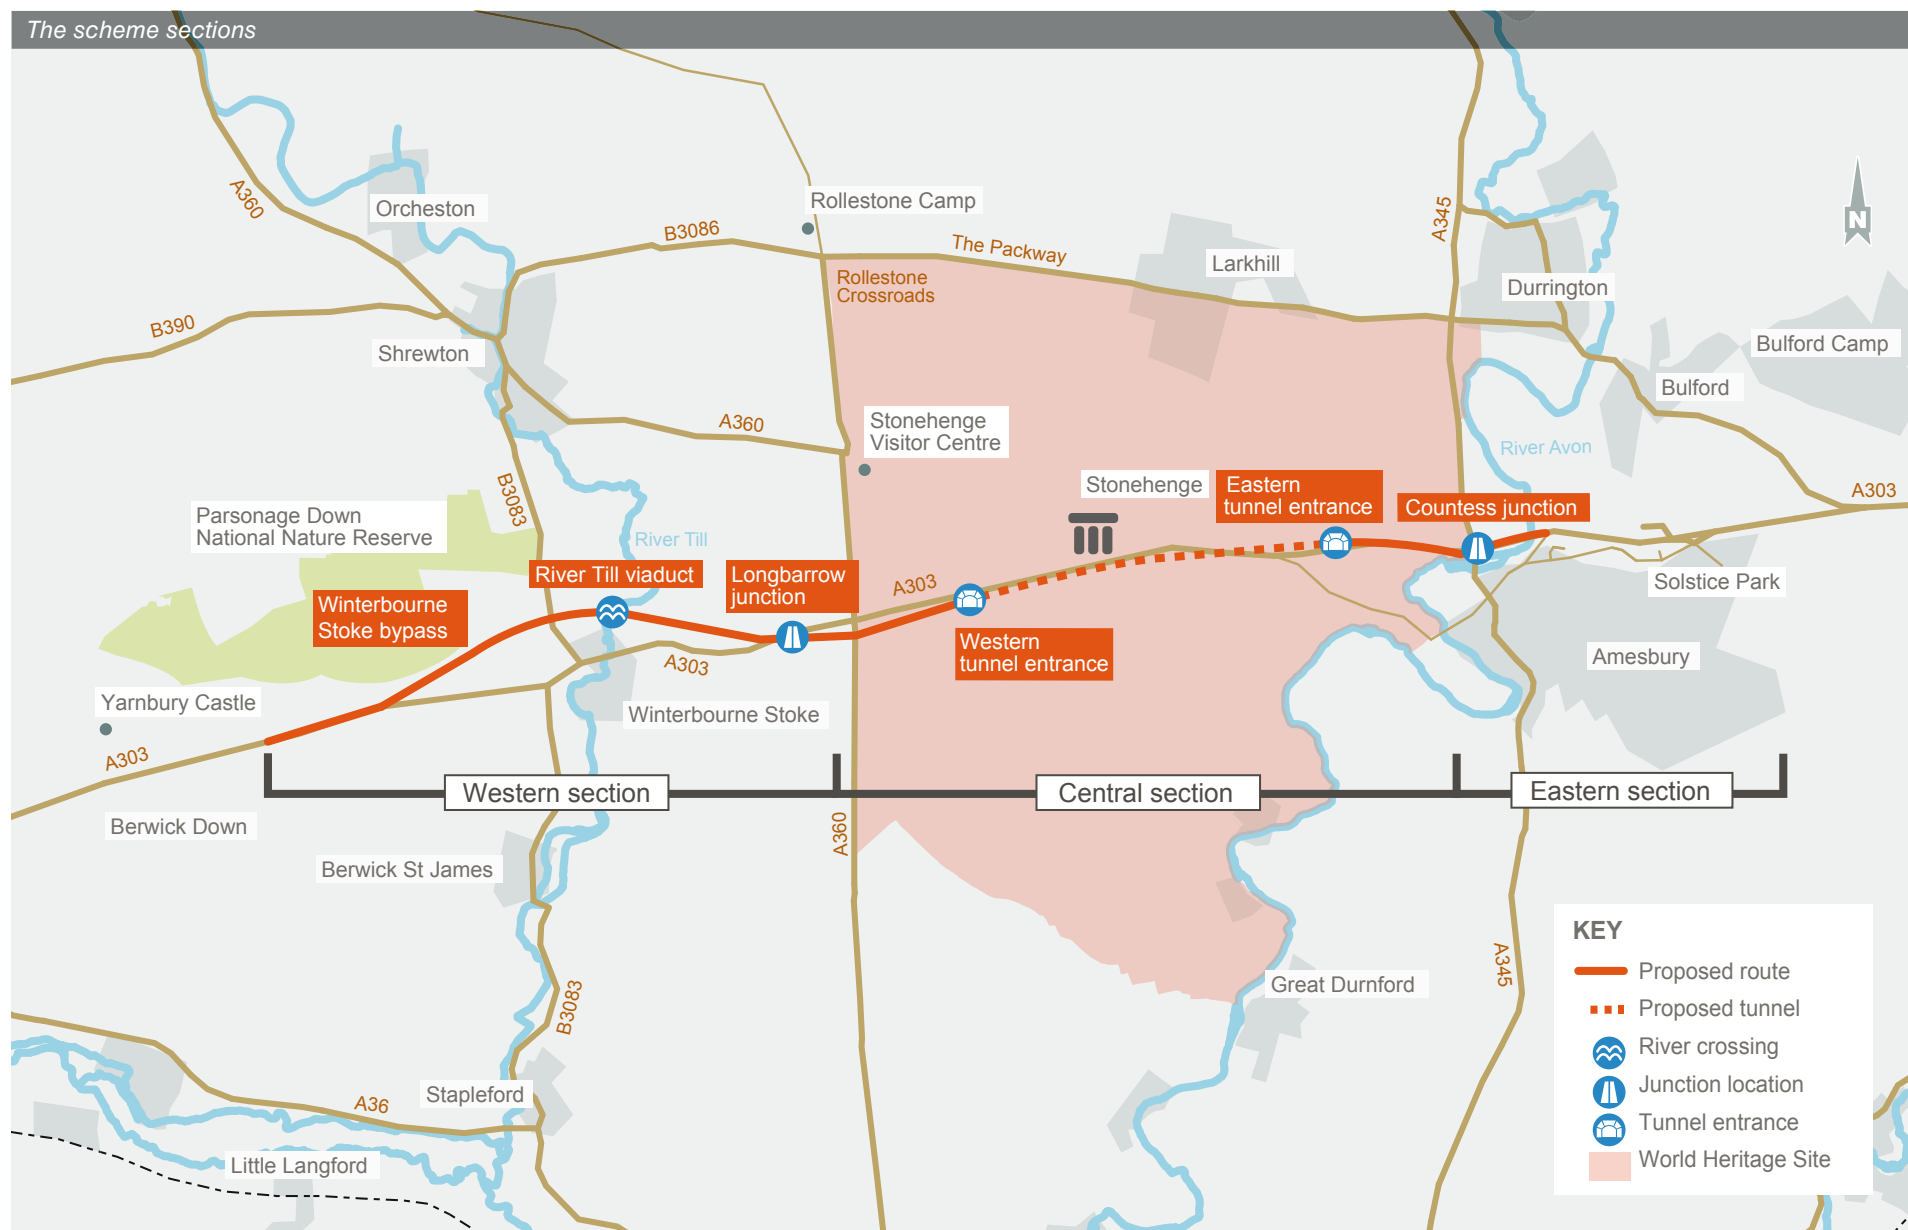 The scheme sections
A360
Orcheston
B3086
Rollestone Camp
The Packway
Rollestone
Crossroads
Larkhill
A345
Durrington
N
B390
Shrewton
Bulford Camp
Bulford
A360
Stonehenge
Visitor Centre
River Avon
B3083
Parsonage Down
National Nature Reserve
River Till
Stonehenge
Eastern
tunnel entrance
Countess junction
A303
River Till viaduct
Longbarrow
junction
A303
Solstice Park
Winterbourne
Stoke bypass
A303
Western
tunnel entrance
Amesbury
Yarnbury Castle
Winterbourne Stoke
A303
Western section
Central section
Eastern section
Berwick Down
A360
Berwick St James
Great Durnford
A345
B3083
Stapleford
A36
Little Langford
KEY
Proposed route
Proposed tunnel
River crossing
Junction location
Tunnel entrance
World Heritage Site